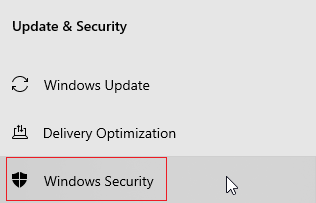 Update & Security
Windows Update
Delivery Optimization
Windows Security